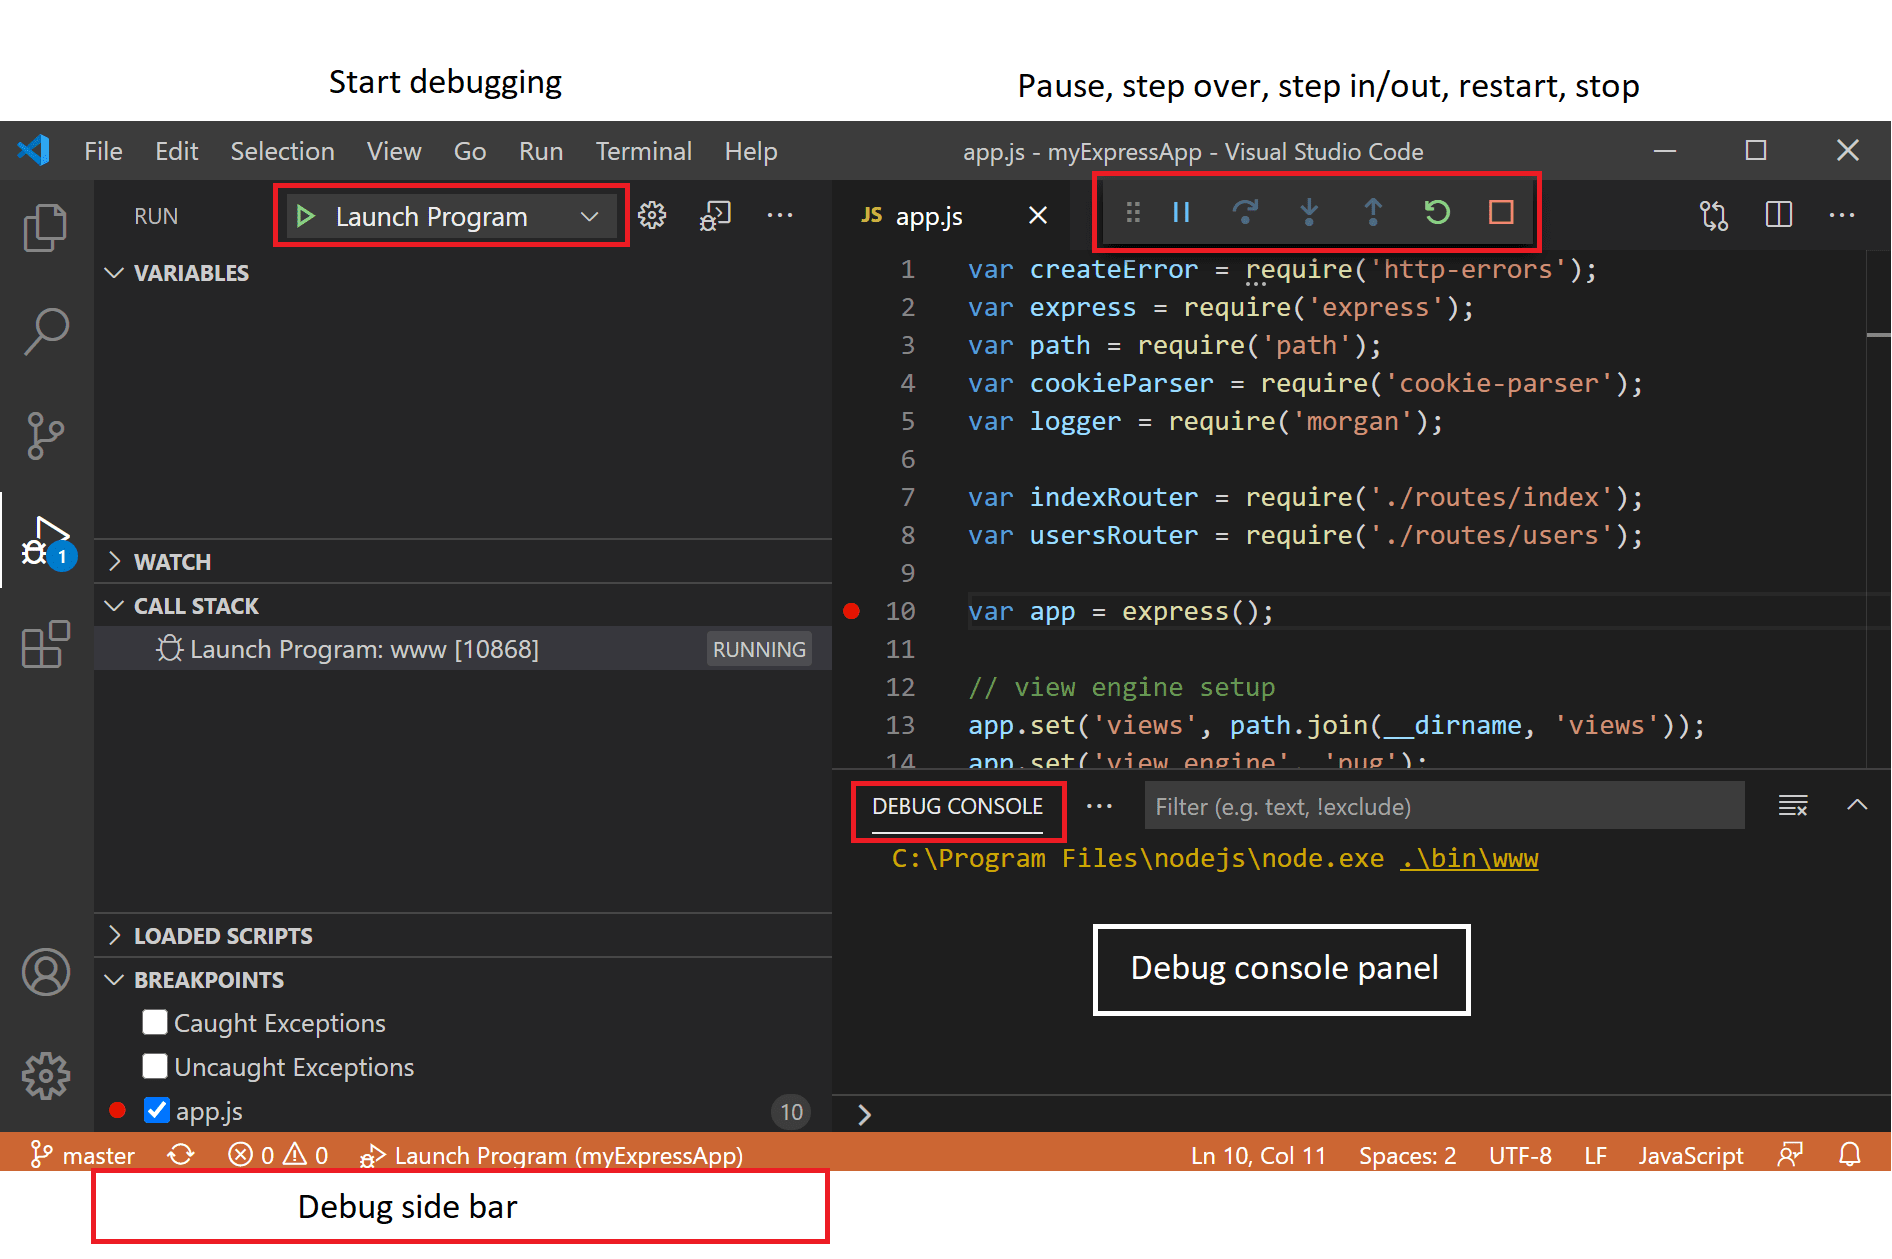 Start debugging
Pause, step over, step in/out, restart, stop
File Edit Selection View Go Run Terminal Help
app.js - myExpressApp - Visual Studio Code
RUN
Launch Program
VARIABLES
WATCH
CALL STACK
Launch Program: www [10868] RUNNING
LOADED SCRIPTS
BREAKPOINTS
Caught Exceptions
Uncaught Exceptions
app.js 10
1
JS app.js
1 var createError = require('http-errors');
2 var express = require('express');
3 var path = require('path');
4 var cookieParser = require('cookie-parser');
5 var logger = require('morgan');
6
7 var indexRouter = require('./routes/index');
8 var usersRouter = require('./routes/users');
9
10 var app = express();
11
12 // view engine setup
13 app.set('views', path.join(__dirname, 'views'));
14 app.set('view engine', 'pug');
DEBUG CONSOLE
Filter (e.g. text, !exclude)
C:\Program Files\nodejs\node.exe .\bin\www
Debug console panel
master 0 0 Launch Program (myExpressApp)
Ln 10, Col 11 Spaces: 2 UTF-8 LF JavaScript
Debug side bar